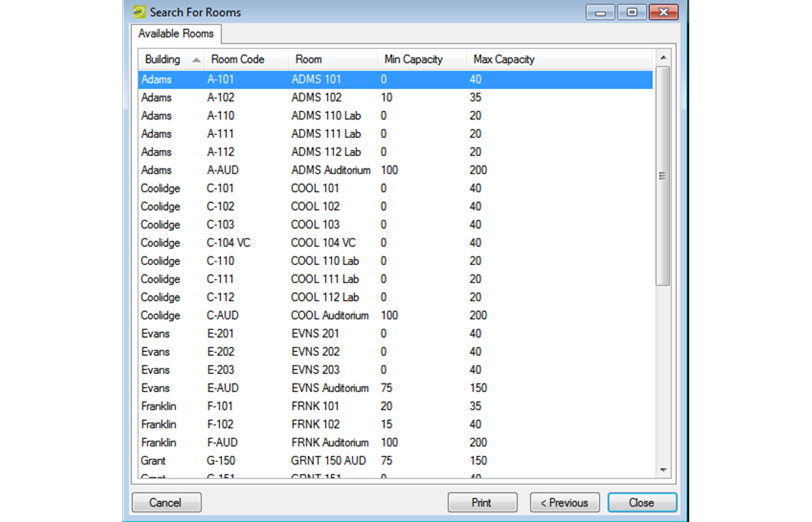 Search For Rooms
Available Rooms
Building Room Code Room Min Capacity Max Capacity
Adams A-101 ADMS 101 0 40
Adams A-102 ADMS 102 10 35
Adams A-110 ADMS 110 Lab 0 20
Adams A-111 ADMS 111 Lab 0 20
Adams A-112 ADMS 112 Lab 0 20
Adams A-AUD ADMS Auditorium 100 200
Coolidge C-101 COOL 101 0 40
Coolidge C-102 COOL 102 0 40
Coolidge C-103 COOL 103 0 40
Coolidge C-104 VC COOL 104 VC 0 40
Coolidge C-110 COOL 110 Lab 0 20
Coolidge C-111 COOL 111 Lab 0 20
Coolidge C-112 COOL 112 Lab 0 20
Coolidge C-AUD COOL Auditorium 100 200
Evans E-201 EVNS 201 0 40
Evans E-202 EVNS 202 0 40
Evans E-203 EVNS 203 0 40
Evans E-AUD EVNS Auditorium 75 150
Franklin F-101 FRNK 101 20 35
Franklin F-102 FRNK 102 15 40
Franklin F-AUD FRNK Auditorium 100 200
Grant G-150 GRNT 150 AUD 75 150
Grant G-151 GRNT 151 0 40
Cancel Print < Previous Close